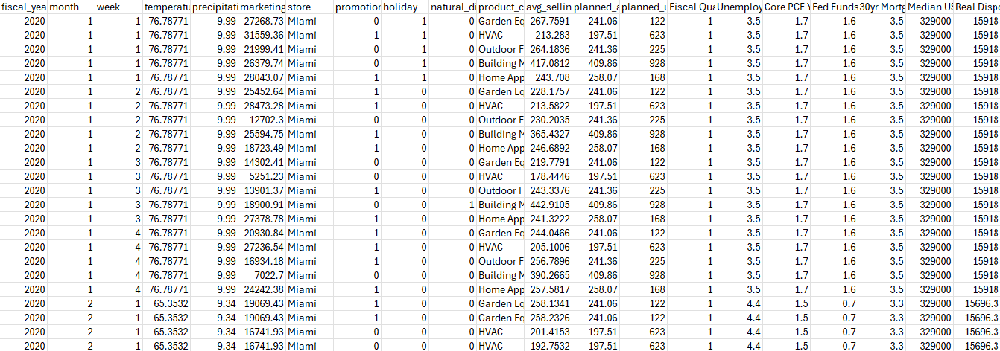 fiscal_yea month week temperatu precipitati marketing store promotion holiday natural_di product_c avg_sellin planned_a planned_u Fiscal Qua Unemploy Core PCE Y Fed Funds 30yr Mortg Median US Real Dispo
2020 1 1 76.78771 9.99 27268.73 Miami 1 1 0 Garden Eq 267.7591 241.06 122 1 3.5 1.7 1.6 3.5 329000 15918
2020 1 1 76.78771 9.99 31559.36 Miami 1 1 0 HVAC 213.283 197.51 623 1 3.5 1.7 1.6 3.5 329000 15918
2020 1 1 76.78771 9.99 21999.41 Miami 0 1 0 Outdoor F 264.1836 241.36 225 1 3.5 1.7 1.6 3.5 329000 15918
2020 1 1 76.78771 9.99 26379.74 Miami 0 1 0 Building M 417.0812 409.86 928 1 3.5 1.7 1.6 3.5 329000 15918
2020 1 1 76.78771 9.99 28043.07 Miami 1 1 0 Home App 243.708 258.07 168 1 3.5 1.7 1.6 3.5 329000 15918
2020 1 2 76.78771 9.99 25452.64 Miami 0 0 0 Garden Eq 228.1757 241.06 122 1 3.5 1.7 1.6 3.5 329000 15918
2020 1 2 76.78771 9.99 28473.28 Miami 1 0 0 HVAC 213.5822 197.51 623 1 3.5 1.7 1.6 3.5 329000 15918
2020 1 2 76.78771 9.99 12702.3 Miami 0 0 0 Outdoor F 230.2035 241.36 225 1 3.5 1.7 1.6 3.5 329000 15918
2020 1 2 76.78771 9.99 25594.75 Miami 0 0 0 Building M 365.4327 409.86 928 1 3.5 1.7 1.6 3.5 329000 15918
2020 1 2 76.78771 9.99 18723.49 Miami 1 0 0 Home App 246.6892 258.07 168 1 3.5 1.7 1.6 3.5 329000 15918
2020 1 3 76.78771 9.99 14302.41 Miami 0 0 0 Garden Eq 219.7791 241.06 122 1 3.5 1.7 1.6 3.5 329000 15918
2020 1 3 76.78771 9.99 5251.23 Miami 0 0 0 HVAC 178.4446 197.51 623 1 3.5 1.7 1.6 3.5 329000 15918
2020 1 3 76.78771 9.99 13901.37 Miami 1 0 0 Outdoor F 243.3376 241.36 225 1 3.5 1.7 1.6 3.5 329000 15918
2020 1 3 76.78771 9.99 18900.91 Miami 0 0 1 Building M 442.9105 409.86 928 1 3.5 1.7 1.6 3.5 329000 15918
2020 1 3 76.78771 9.99 27378.78 Miami 1 0 0 Home App 241.3222 258.07 168 1 3.5 1.7 1.6 3.5 329000 15918
2020 1 4 76.78771 9.99 20930.84 Miami 1 0 0 Garden Eq 244.0466 241.06 122 1 3.5 1.7 1.6 3.5 329000 15918
2020 1 4 76.78771 9.99 27236.54 Miami 1 0 0 HVAC 205.1006 197.51 623 1 3.5 1.7 1.6 3.5 329000 15918
2020 1 4 76.78771 9.99 16934.18 Miami 1 0 0 Outdoor F 256.7896 241.36 225 1 3.5 1.7 1.6 3.5 329000 15918
2020 1 4 76.78771 9.99 7022.7 Miami 0 0 0 Building M 390.2665 409.86 928 1 3.5 1.7 1.6 3.5 329000 15918
2020 1 4 76.78771 9.99 24242.38 Miami 1 0 0 Home App 257.5817 258.07 168 1 3.5 1.7 1.6 3.5 329000 15918
2020 2 1 65.3532 9.34 19069.43 Miami 1 0 0 Garden Eq 258.1341 241.06 122 1 4.4 1.5 0.7 3.3 329000 15696.3
2020 2 1 65.3532 9.34 19069.43 Miami 1 0 0 Garden Eq 258.2326 241.06 122 1 4.4 1.5 0.7 3.3 329000 15696.3
2020 2 1 65.3532 9.34 16741.93 Miami 0 0 0 HVAC 201.4153 197.51 623 1 4.4 1.5 0.7 3.3 329000 15696.3
2020 2 1 65.3532 9.34 16741.93 Miami 0 0 0 HVAC 192.7532 197.51 623 1 4.4 1.5 0.7 3.3 329000 15696.3